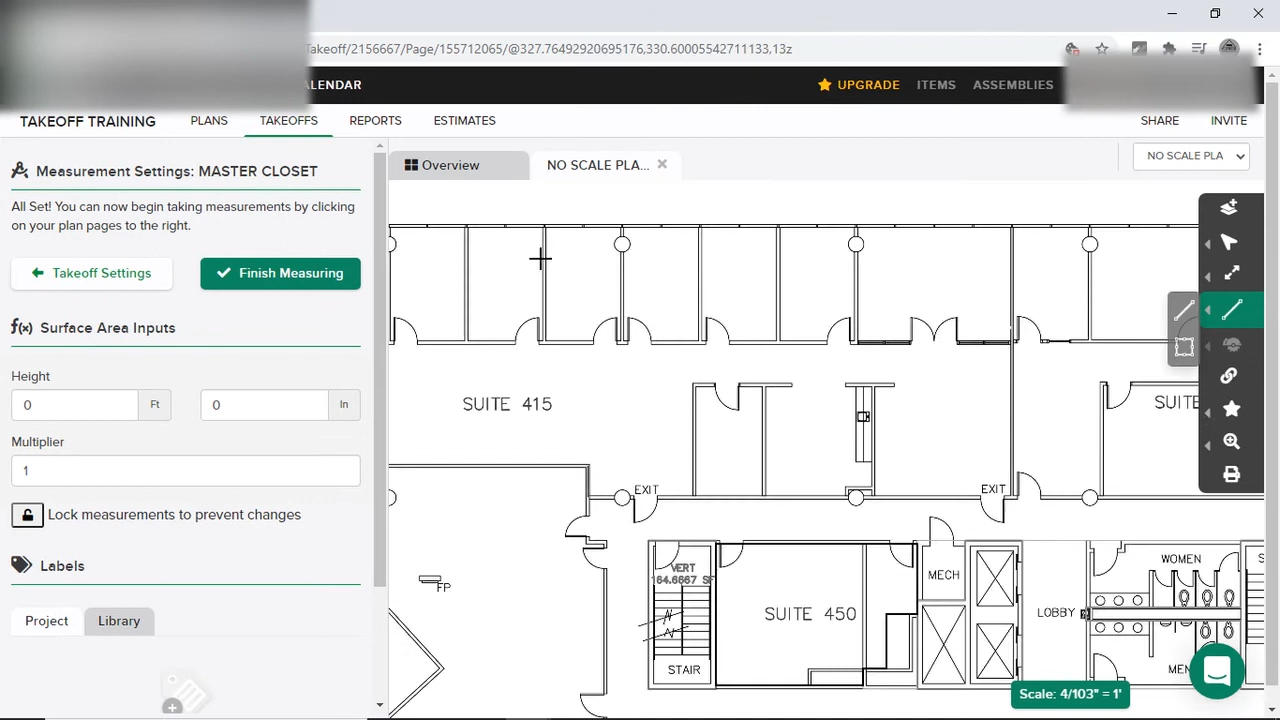 Takeoff/2156667/Page/155712065/@327.76492920695176,330.60055542711133,13z
ALENDAR
UPGRADE ITEMS ASSEMBLIES
TAKEOFF TRAINING PLANS TAKEOFFS REPORTS ESTIMATES SHARE INVITE
Measurement Settings: MASTER CLOSET
All Set! You can now begin taking measurements by clicking
on your plan pages to the right.
Takeoff Settings Finish Measuring
f(x) Surface Area Inputs
Height
0 Ft 0 In
Multiplier
1
Lock measurements to prevent changes
Labels
Project Library
Overview NO SCALE PLA... NO SCALE PLA
SUITE 415
SUITE
EXIT
EXIT
FP
VERT
164.6667 SF
STAIR
SUITE 450
MECH
LOBBY
WOMEN
S
MEN
Scale: 4/103" = 1'